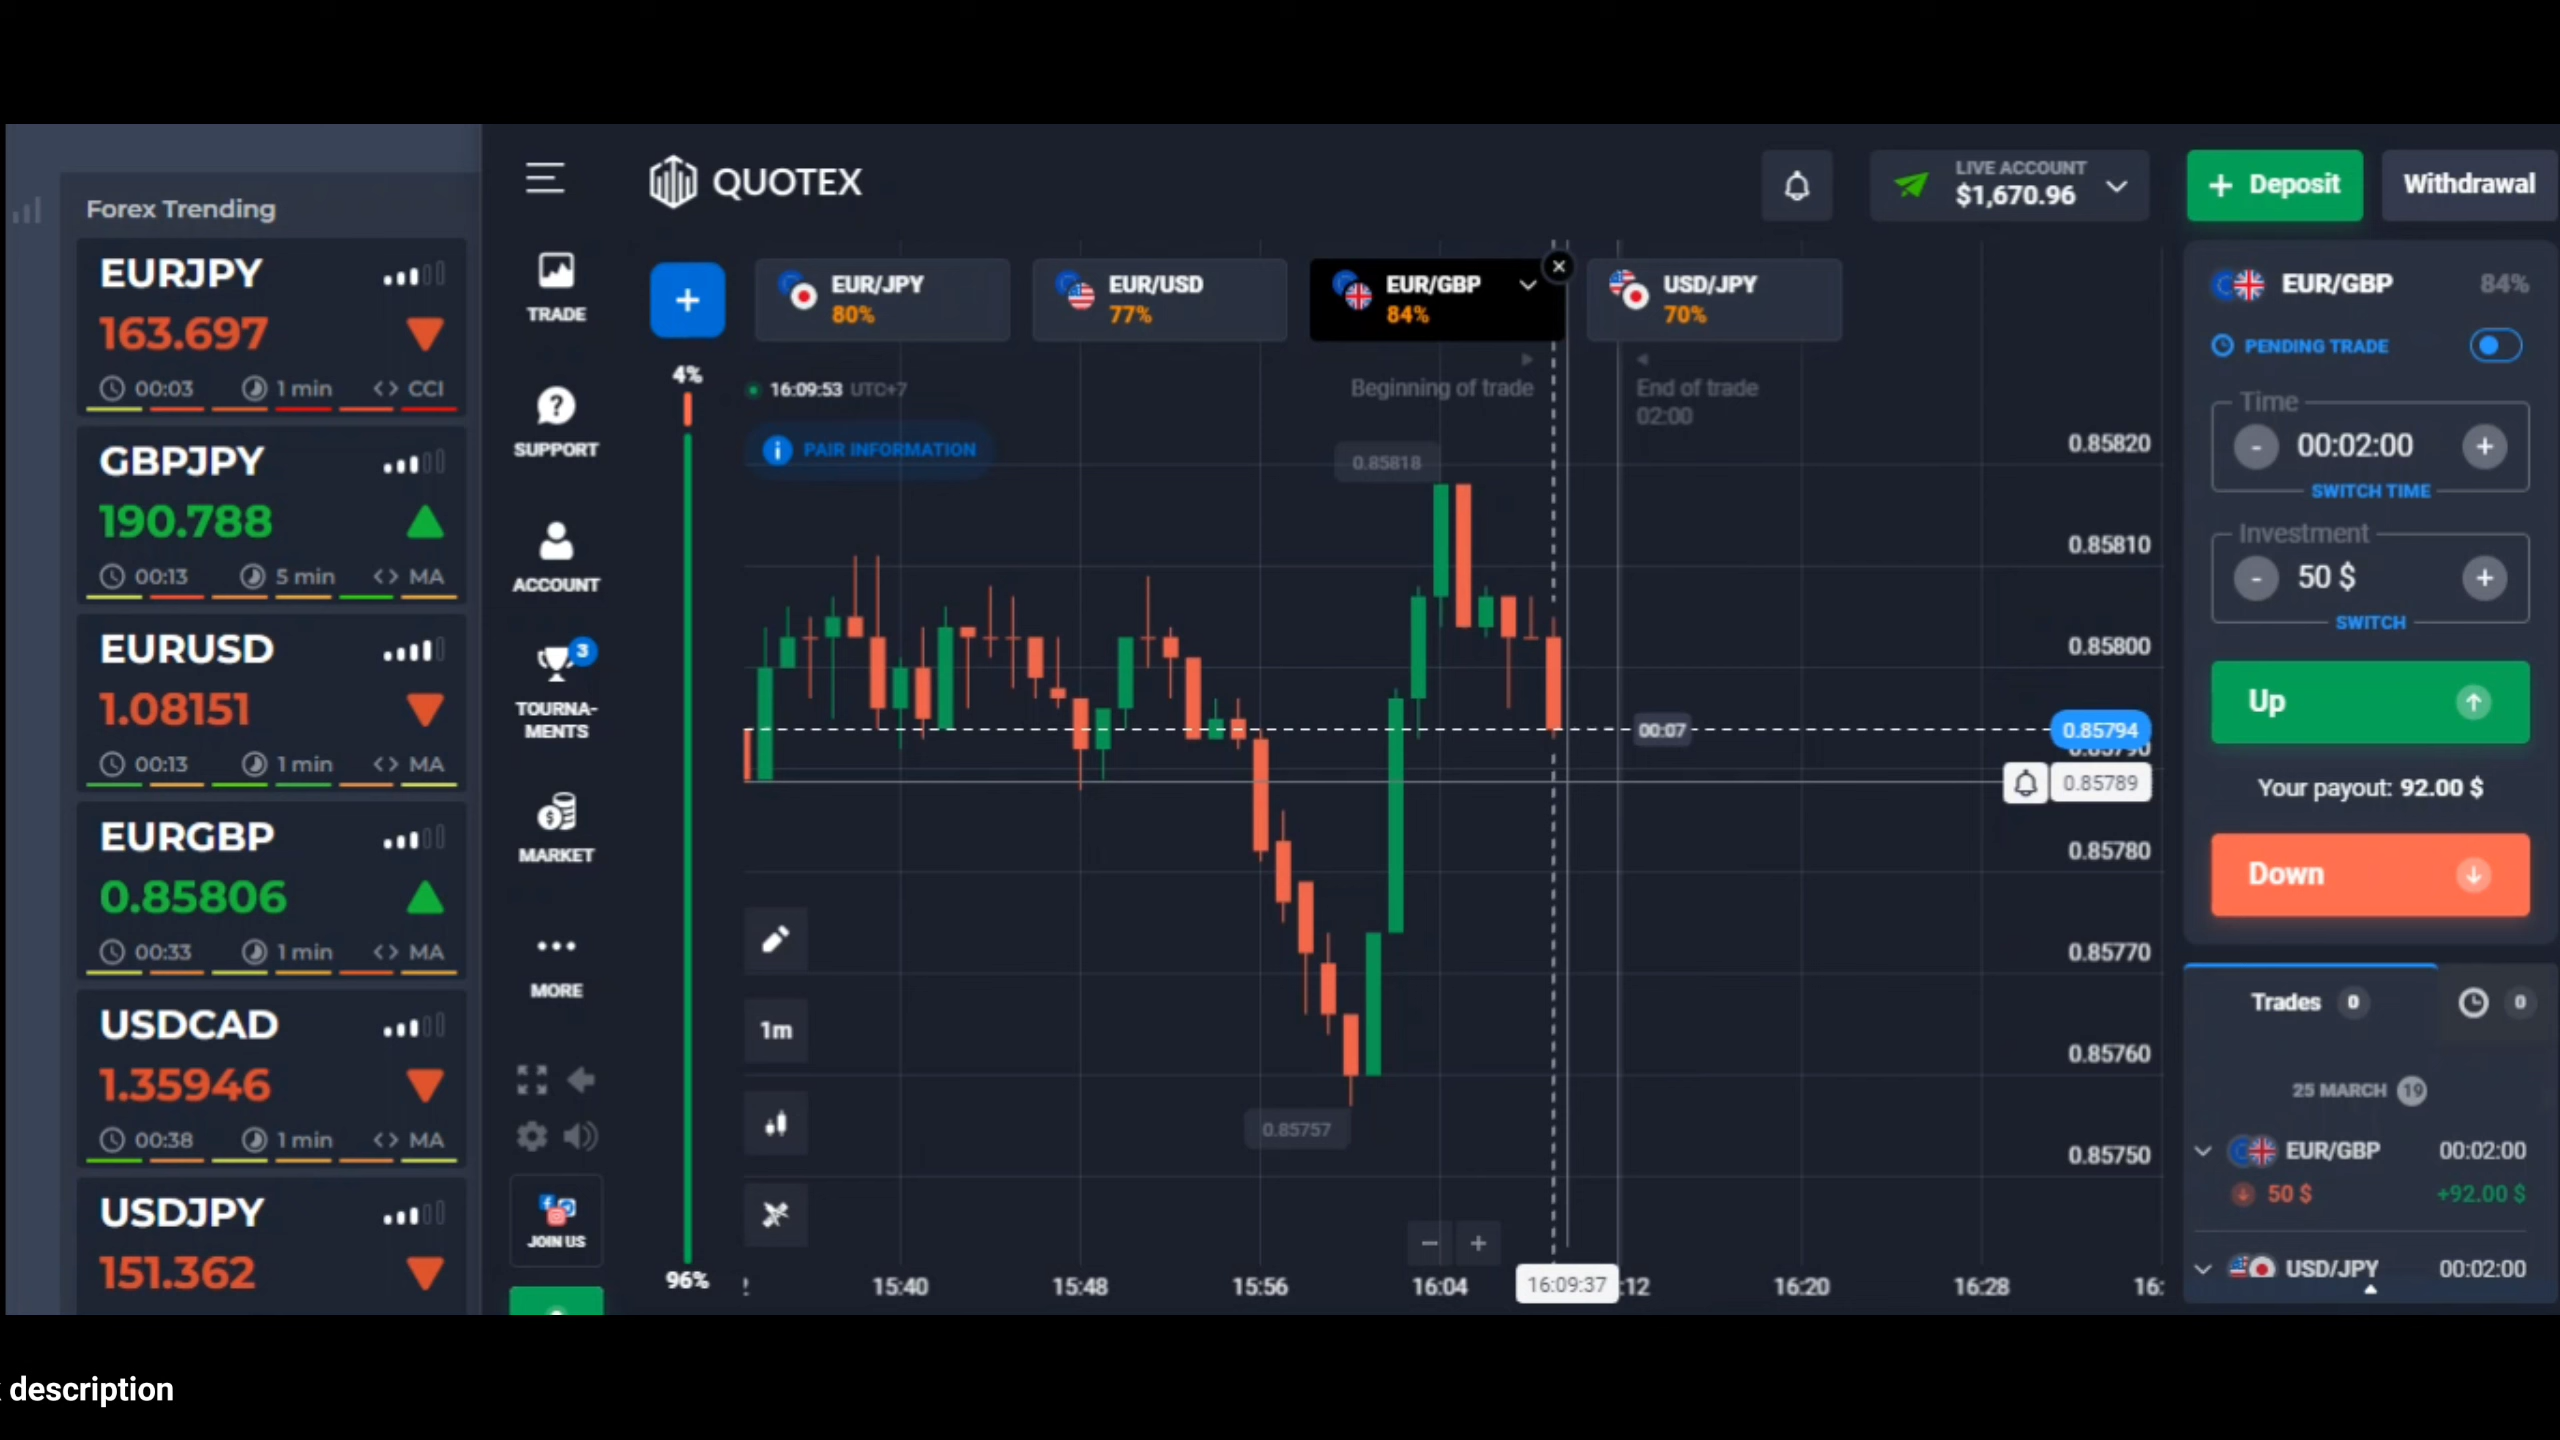 Forex Trending
EURJPY
163.697
00:03 1 min <> CCI
GBPJPY
190.788
00:13 5 min <> MA
EURUSD
1.08151
00:13 1 min <> MA
EURGBP
0.85806
00:33 1 min <> MA
USDCAD
1.35946
00:38 1 min <> MA
USDJPY
151.362
TRADE
SUPPORT
ACCOUNT
3
TOURNA-
MENTS
MARKET
MORE
JOIN US
QUOTEX
LIVE ACCOUNT
$1,670.96
+ Deposit
Withdrawal
+
EUR/JPY
80%
EUR/USD
77%
EUR/GBP
84%
USD/JPY
70%
4%
96%
16:09:53 UTC+7
PAIR INFORMATION
Beginning of trade
End of trade
02:00
0.85818
0.85757
00:07
0.85820
0.85810
0.85800
0.85794
0.85790
0.85789
0.85780
0.85770
0.85760
0.85750
1m
- +
15:40 15:48 15:56 16:04 16:09:37 :12 16:20 16:28 16:
EUR/GBP 84%
PENDING TRADE
Time
- 00:02:00 +
SWITCH TIME
Investment
- 50 $ +
SWITCH
Up
Your payout: 92.00 $
Down
Trades 0 0
25 MARCH 19
EUR/GBP 00:02:00
50 $ +92.00 $
USD/JPY 00:02:00
description